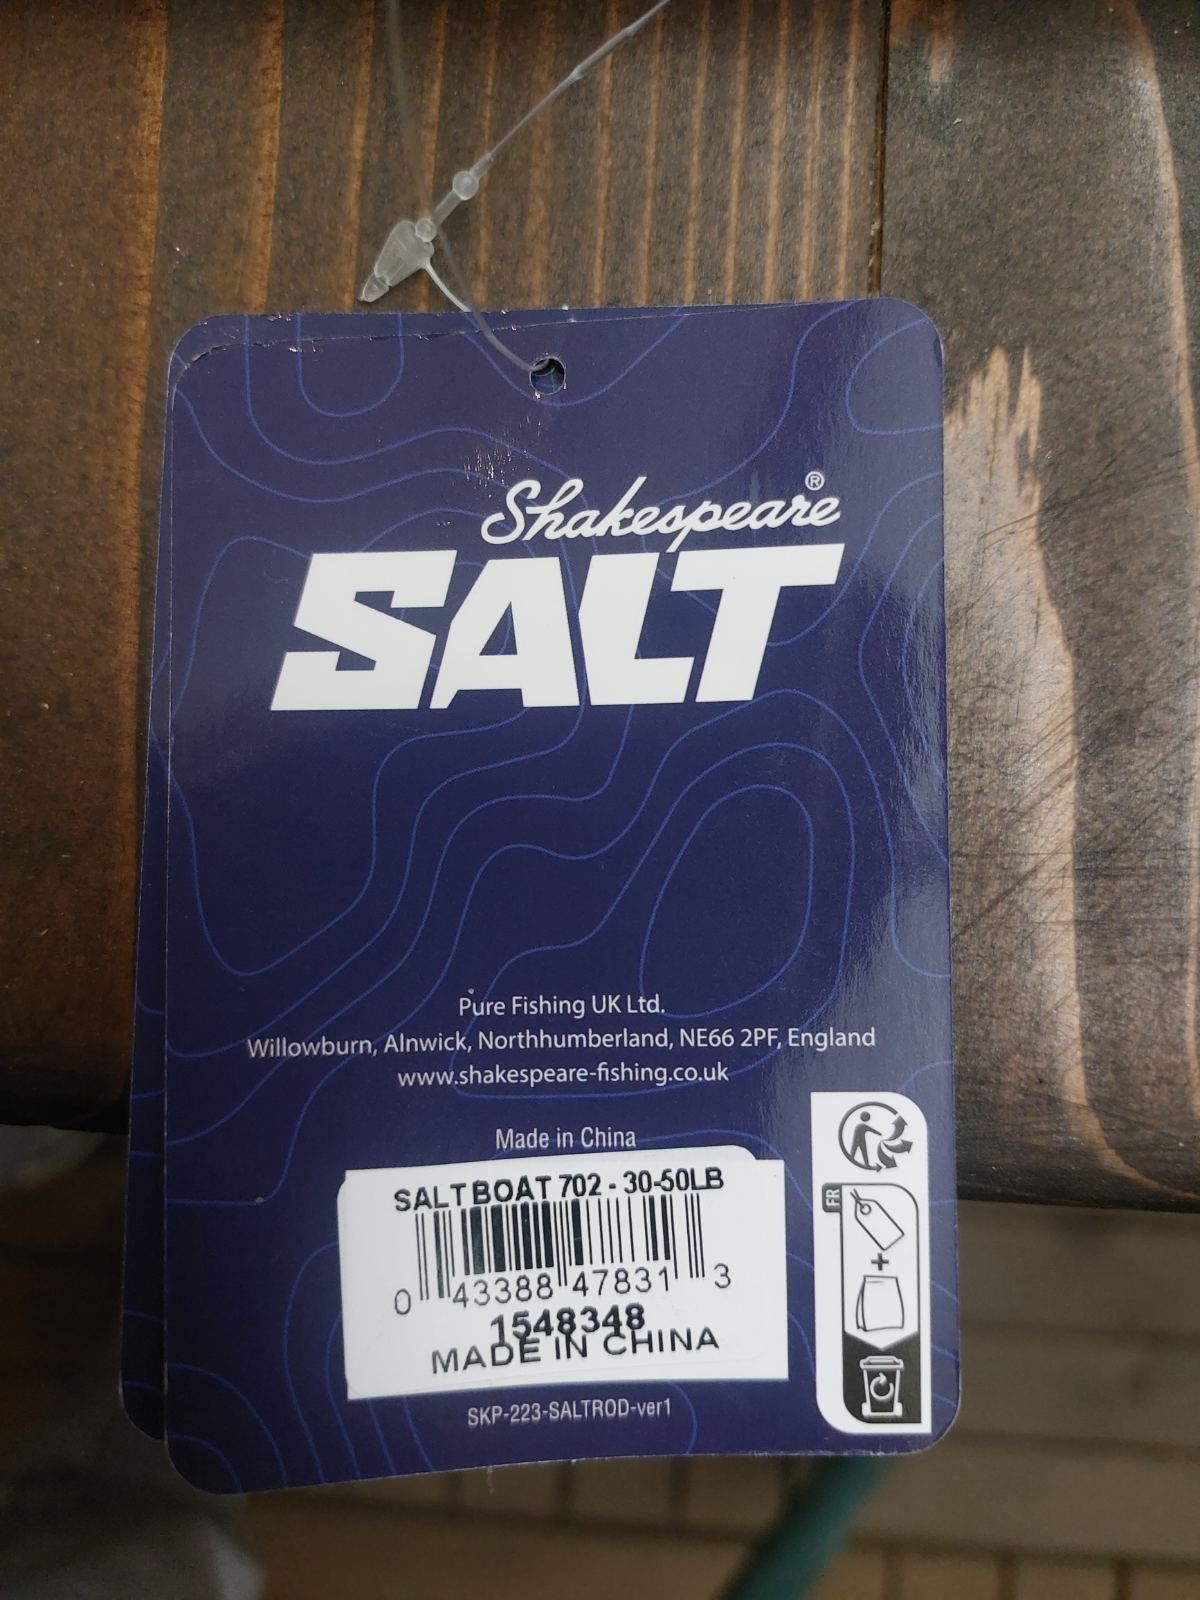 Shakespeare®
SALT
Pure Fishing UK Ltd.
Willowburn, Alnwick, Northhumberland, NE66 2PF, England
www.shakespeare-fishing.co.uk
Made in China
SALT BOAT 702 - 30-50LB
0 43388 47831 3
1548348
MADE IN CHINA
FR
+
SKP-223-SALTROD-ver1